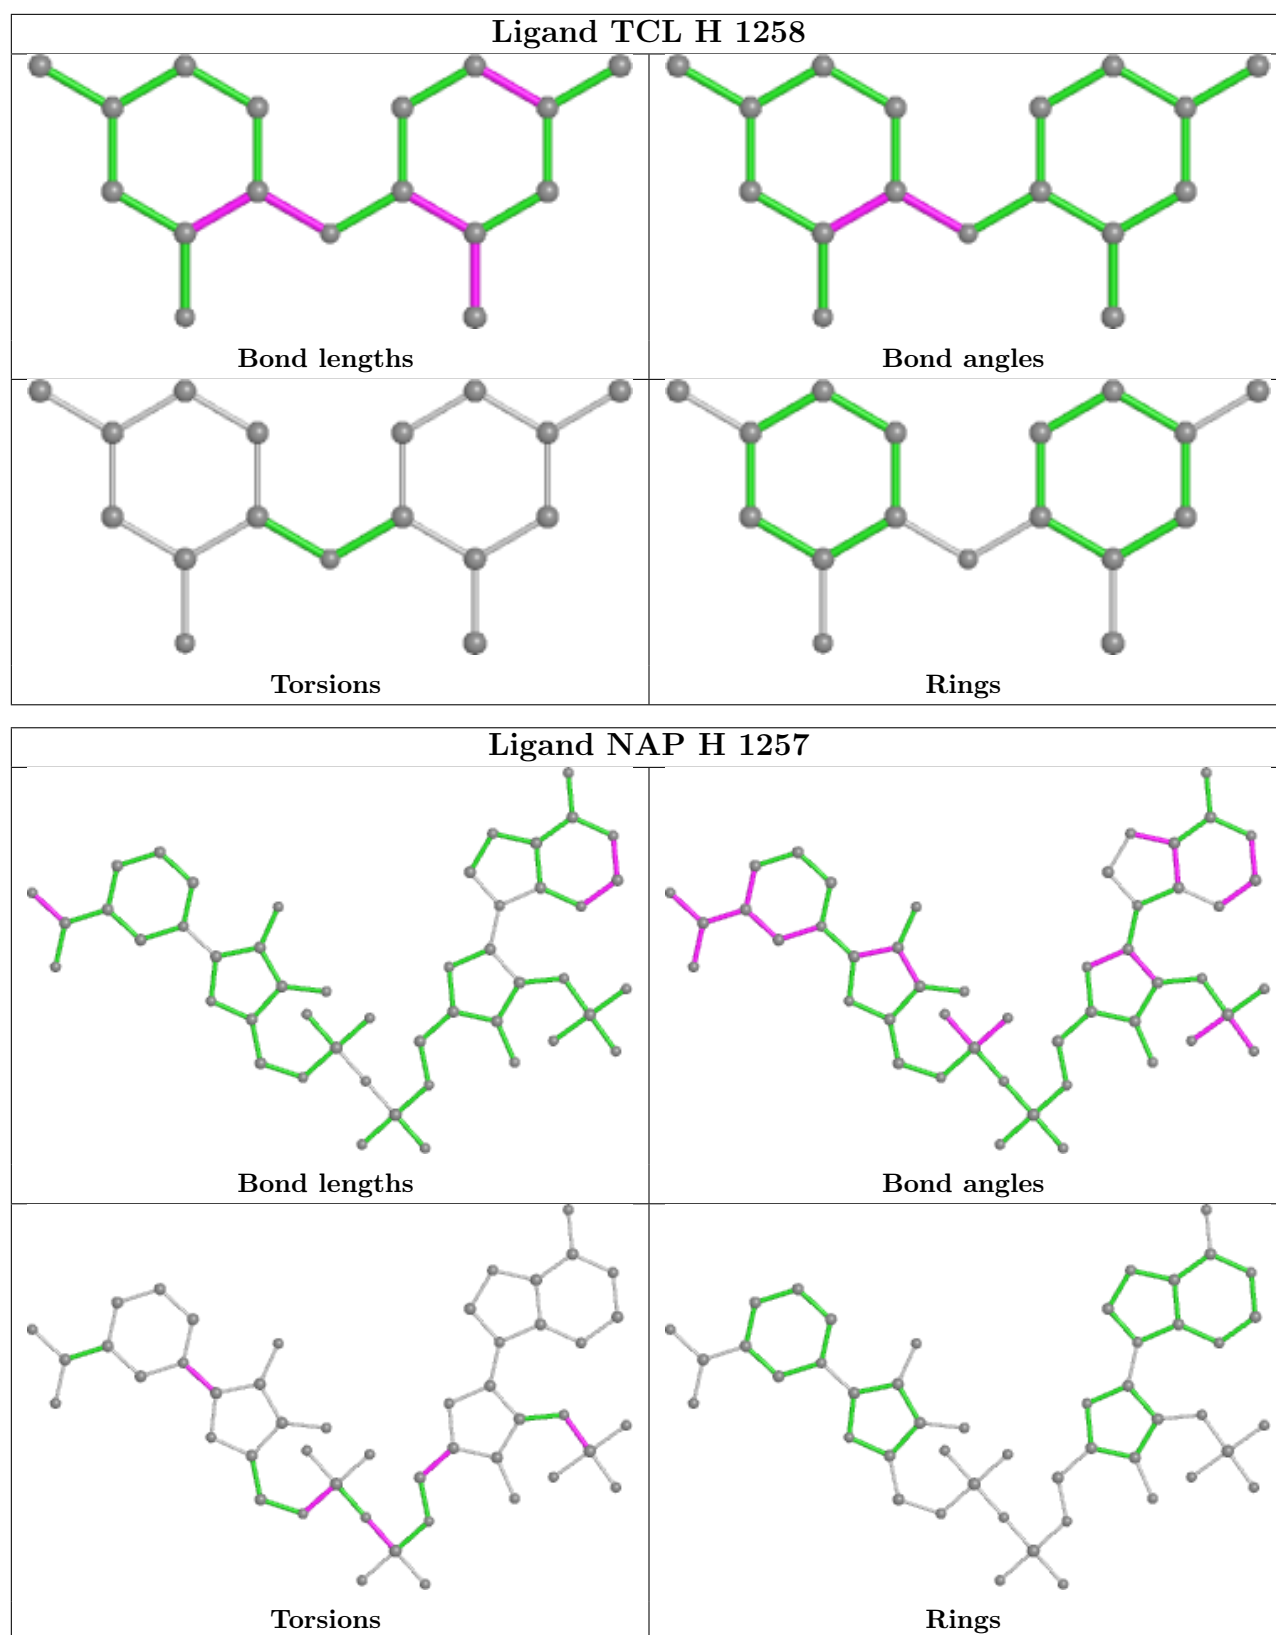 Ligand TCL H 1258
Bond lengths
Bond angles
Torsions
Rings
Ligand NAP H 1257
Bond lengths
Bond angles
Torsions
Rings